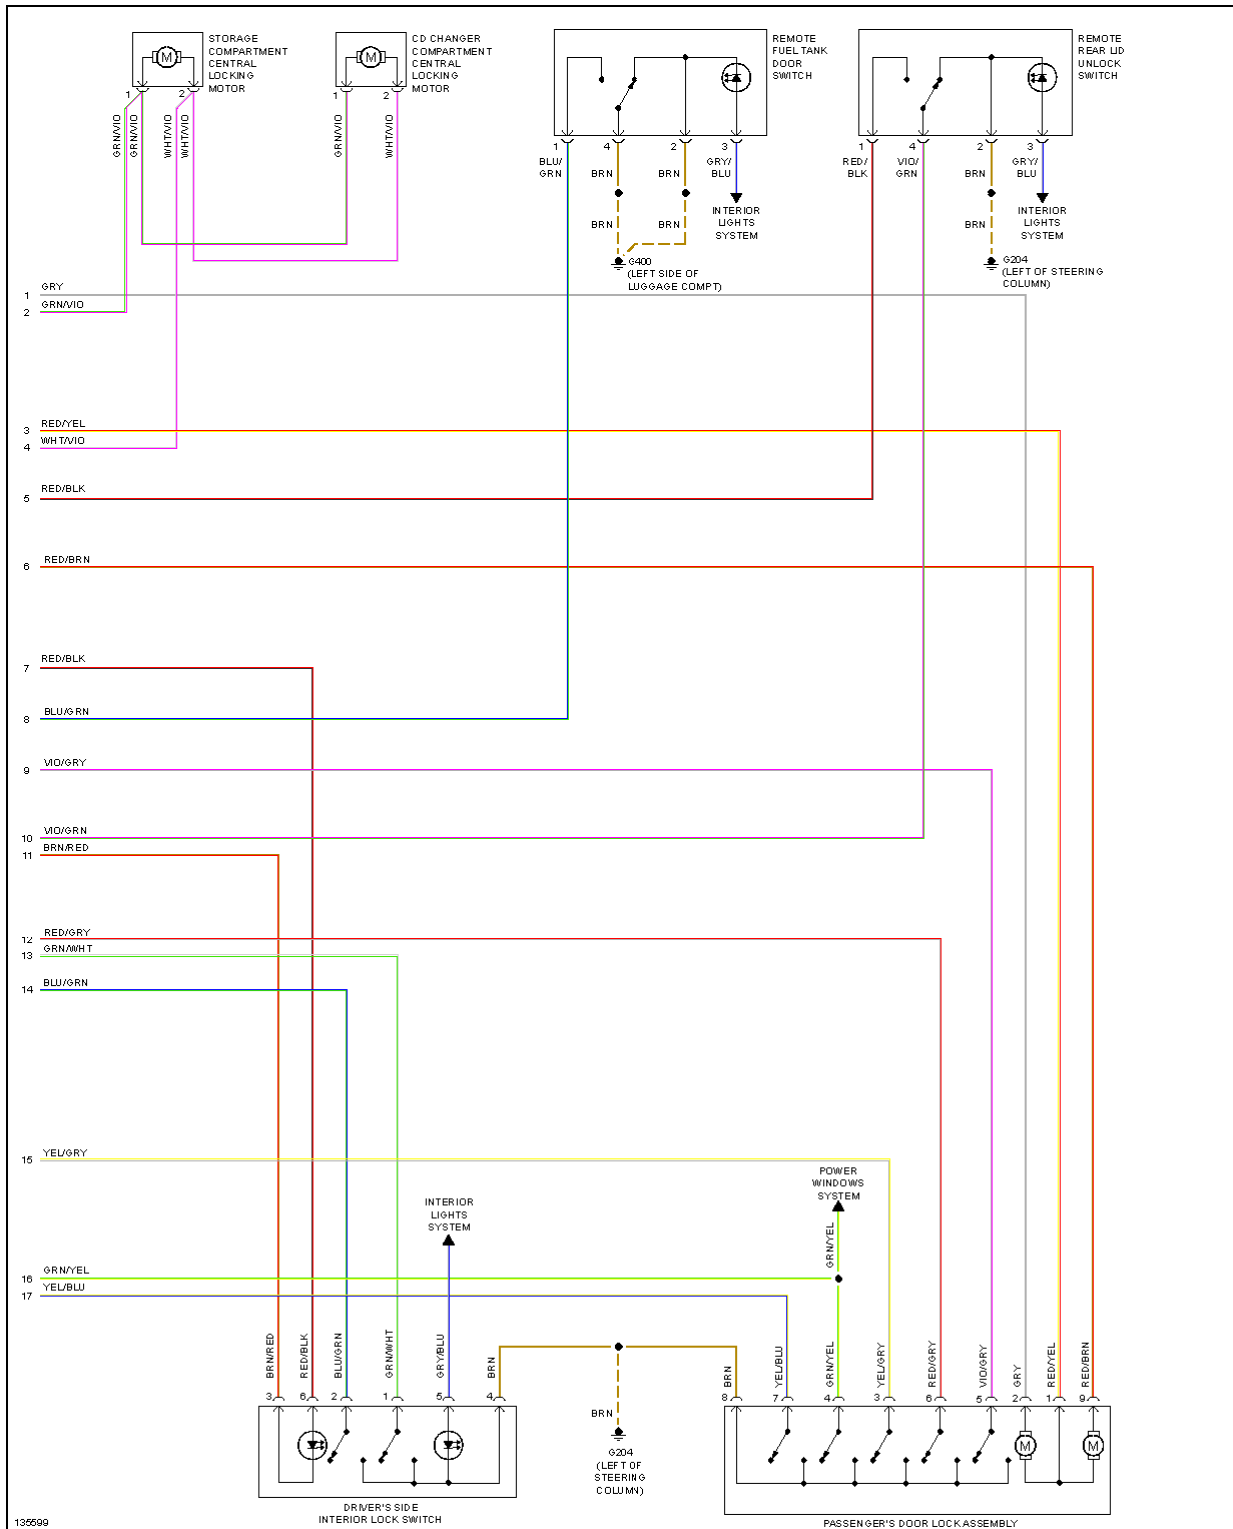 STORAGE
COMPARTMENT
CENTRAL
LOCKING
MOTOR
CD CHANGER
COMPARTMENT
CENTRAL
LOCKING
MOTOR
REMOTE
FUEL TANK
DOOR
SWITCH
REMOTE
REAR LID
UNLOCK
SWITCH
M
M
1
2
1
2
1
4
2
3
1
4
2
3
GRN/VIO
GRN/VIO
WHT/VIO
WHT/VIO
GRN/VIO
WHT/VIO
BLU/
GRN
BRN
BRN
GRY/
BLU
RED/
BLK
VIO/
GRN
BRN
GRY/
BLU
BRN
BRN
INTERIOR
LIGHTS
SYSTEM
BRN
INTERIOR
LIGHTS
SYSTEM
G400
(LEFT SIDE OF
LUGGAGE COMPT)
G204
(LEFT OF STEERING
COLUMN)
1 GRY
2 GRN/VIO
3 RED/YEL
4 WHT/VIO
5 RED/BLK
6 RED/BRN
7 RED/BLK
8 BLU/GRN
9 VIO/GRY
10 VIO/GRN
11 BRN/RED
12 RED/GRY
13 GRN/WHT
14 BLU/GRN
15 YEL/GRY
POWER
WINDOWS
SYSTEM
INTERIOR
LIGHTS
SYSTEM
GRN/YEL
16 GRN/YEL
17 YEL/BLU
BRN/RED
RED/BLK
BLU/GRN
GRN/WHT
GRY/BLU
BRN
BRN
YEL/BLU
GRN/YEL
YEL/GRY
RED/GRY
VIO/GRY
GRY
RED/YEL
RED/BRN
3
6
2
1
5
4
8
7
4
3
6
5
2
1
9
BRN
G204
(LEFT OF
STEERING
COLUMN)
M
M
DRIVER'S SIDE
INTERIOR LOCK SWITCH
PASSENGER'S DOOR LOCK ASSEMBLY
135599